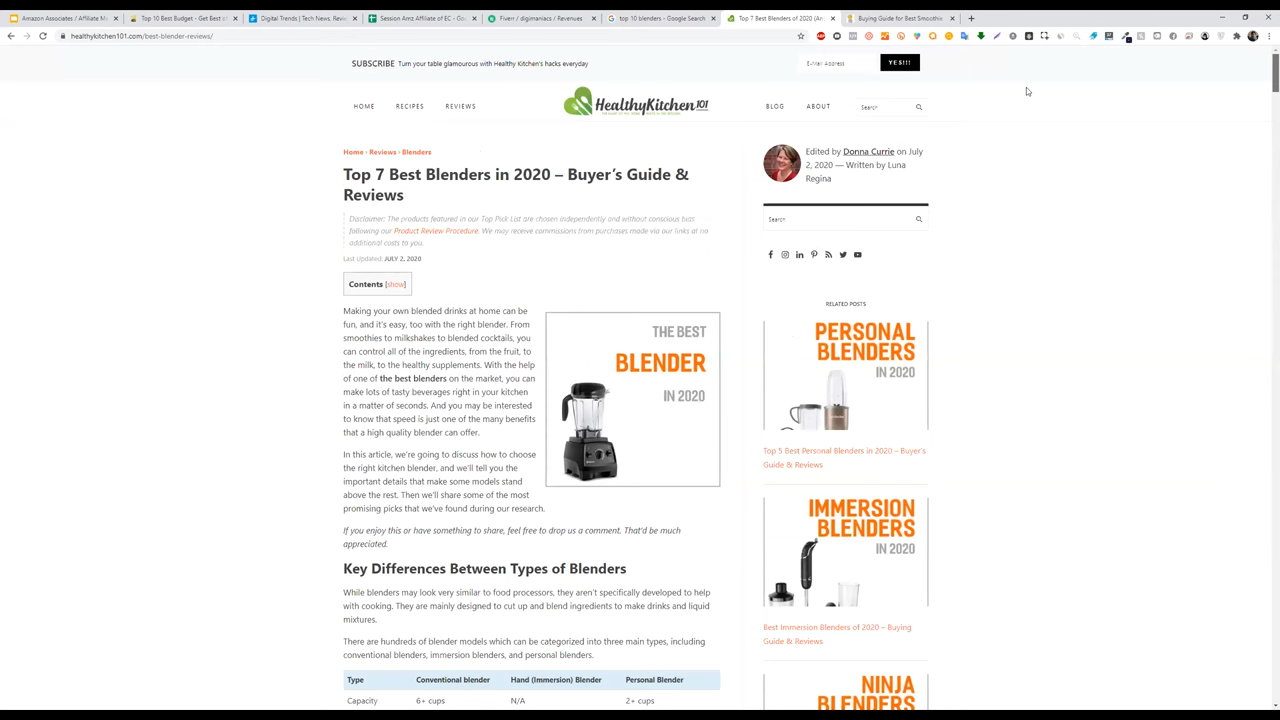 Amazon Associates / Affiliate M
Top 10 Best Budget - Get Best of
Digital Trends | Tech News, Revie
Session Amz Affiliate of EC - Goo
Fiverr / digimaniacs / Revenues
top 10 blenders - Google Search
Top 7 Best Blenders of 2020 (An
Buying Guide for Best Smoothie
healthykitchen101.com/best-blender-reviews/
SUBSCRIBE Turn your table glamourous with Healthy Kitchen's hacks everyday
E-Mail Address
YES!!!
HOME RECIPES REVIEWS
HealthyKitchen101
BLOG ABOUT
Search
Home › Reviews › Blenders
Top 7 Best Blenders in 2020 – Buyer's Guide &
Reviews
Disclaimer: The products featured in our Top Pick List are chosen independently and without conscious bias
following our Product Review Procedure. We may receive commissions from purchases made via our links at no
additional costs to you.
Last Updated: JULY 2, 2020
Contents [show]
Making your own blended drinks at home can be
fun, and it's easy, too with the right blender. From
smoothies to milkshakes to blended cocktails, you
can control all of the ingredients, from the fruit, to
the milk, to the healthy supplements. With the help
of one of the best blenders on the market, you can
make lots of tasty beverages right in your kitchen
in a matter of seconds. And you may be interested
to know that speed is just one of the many benefits
that a high quality blender can offer.
THE BEST
BLENDER
IN 2020
In this article, we're going to discuss how to choose
the right kitchen blender, and we'll tell you the
important details that make some models stand
above the rest. Then we'll share some of the most
promising picks that we've found during our research.
If you enjoy this or have something to share, feel free to drop us a comment. That'd be much
appreciated.
Key Differences Between Types of Blenders
While blenders may look very similar to food processors, they aren't specifically developed to help
with cooking. They are mainly designed to cut up and blend ingredients to make drinks and liquid
mixtures.
There are hundreds of blender models which can be categorized into three main types, including
conventional blenders, immersion blenders, and personal blenders.
Type Conventional blender Hand (Immersion) Blender Personal Blender
Capacity 6+ cups N/A 2+ cups
Edited by Donna Currie on July
2, 2020 — Written by Luna
Regina
Search
RELATED POSTS
PERSONAL
BLENDERS
IN 2020
Top 5 Best Personal Blenders in 2020 – Buyer's
Guide & Reviews
IMMERSION
BLENDERS
IN 2020
Best Immersion Blenders of 2020 – Buying
Guide & Reviews
NINJA
BLENDERS